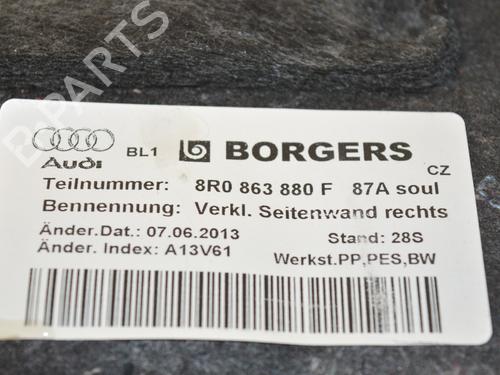 B-PARTS
Audi BL1 BORGERS CZ
Teilnummer: 8R0 863 880 F 87A soul
Bennennung: Verkl. Seitenwand rechts
Änder.Dat.: 07.06.2013 Stand: 28S
Änder. Index: A13V61 Werkst.PP,PES,BW